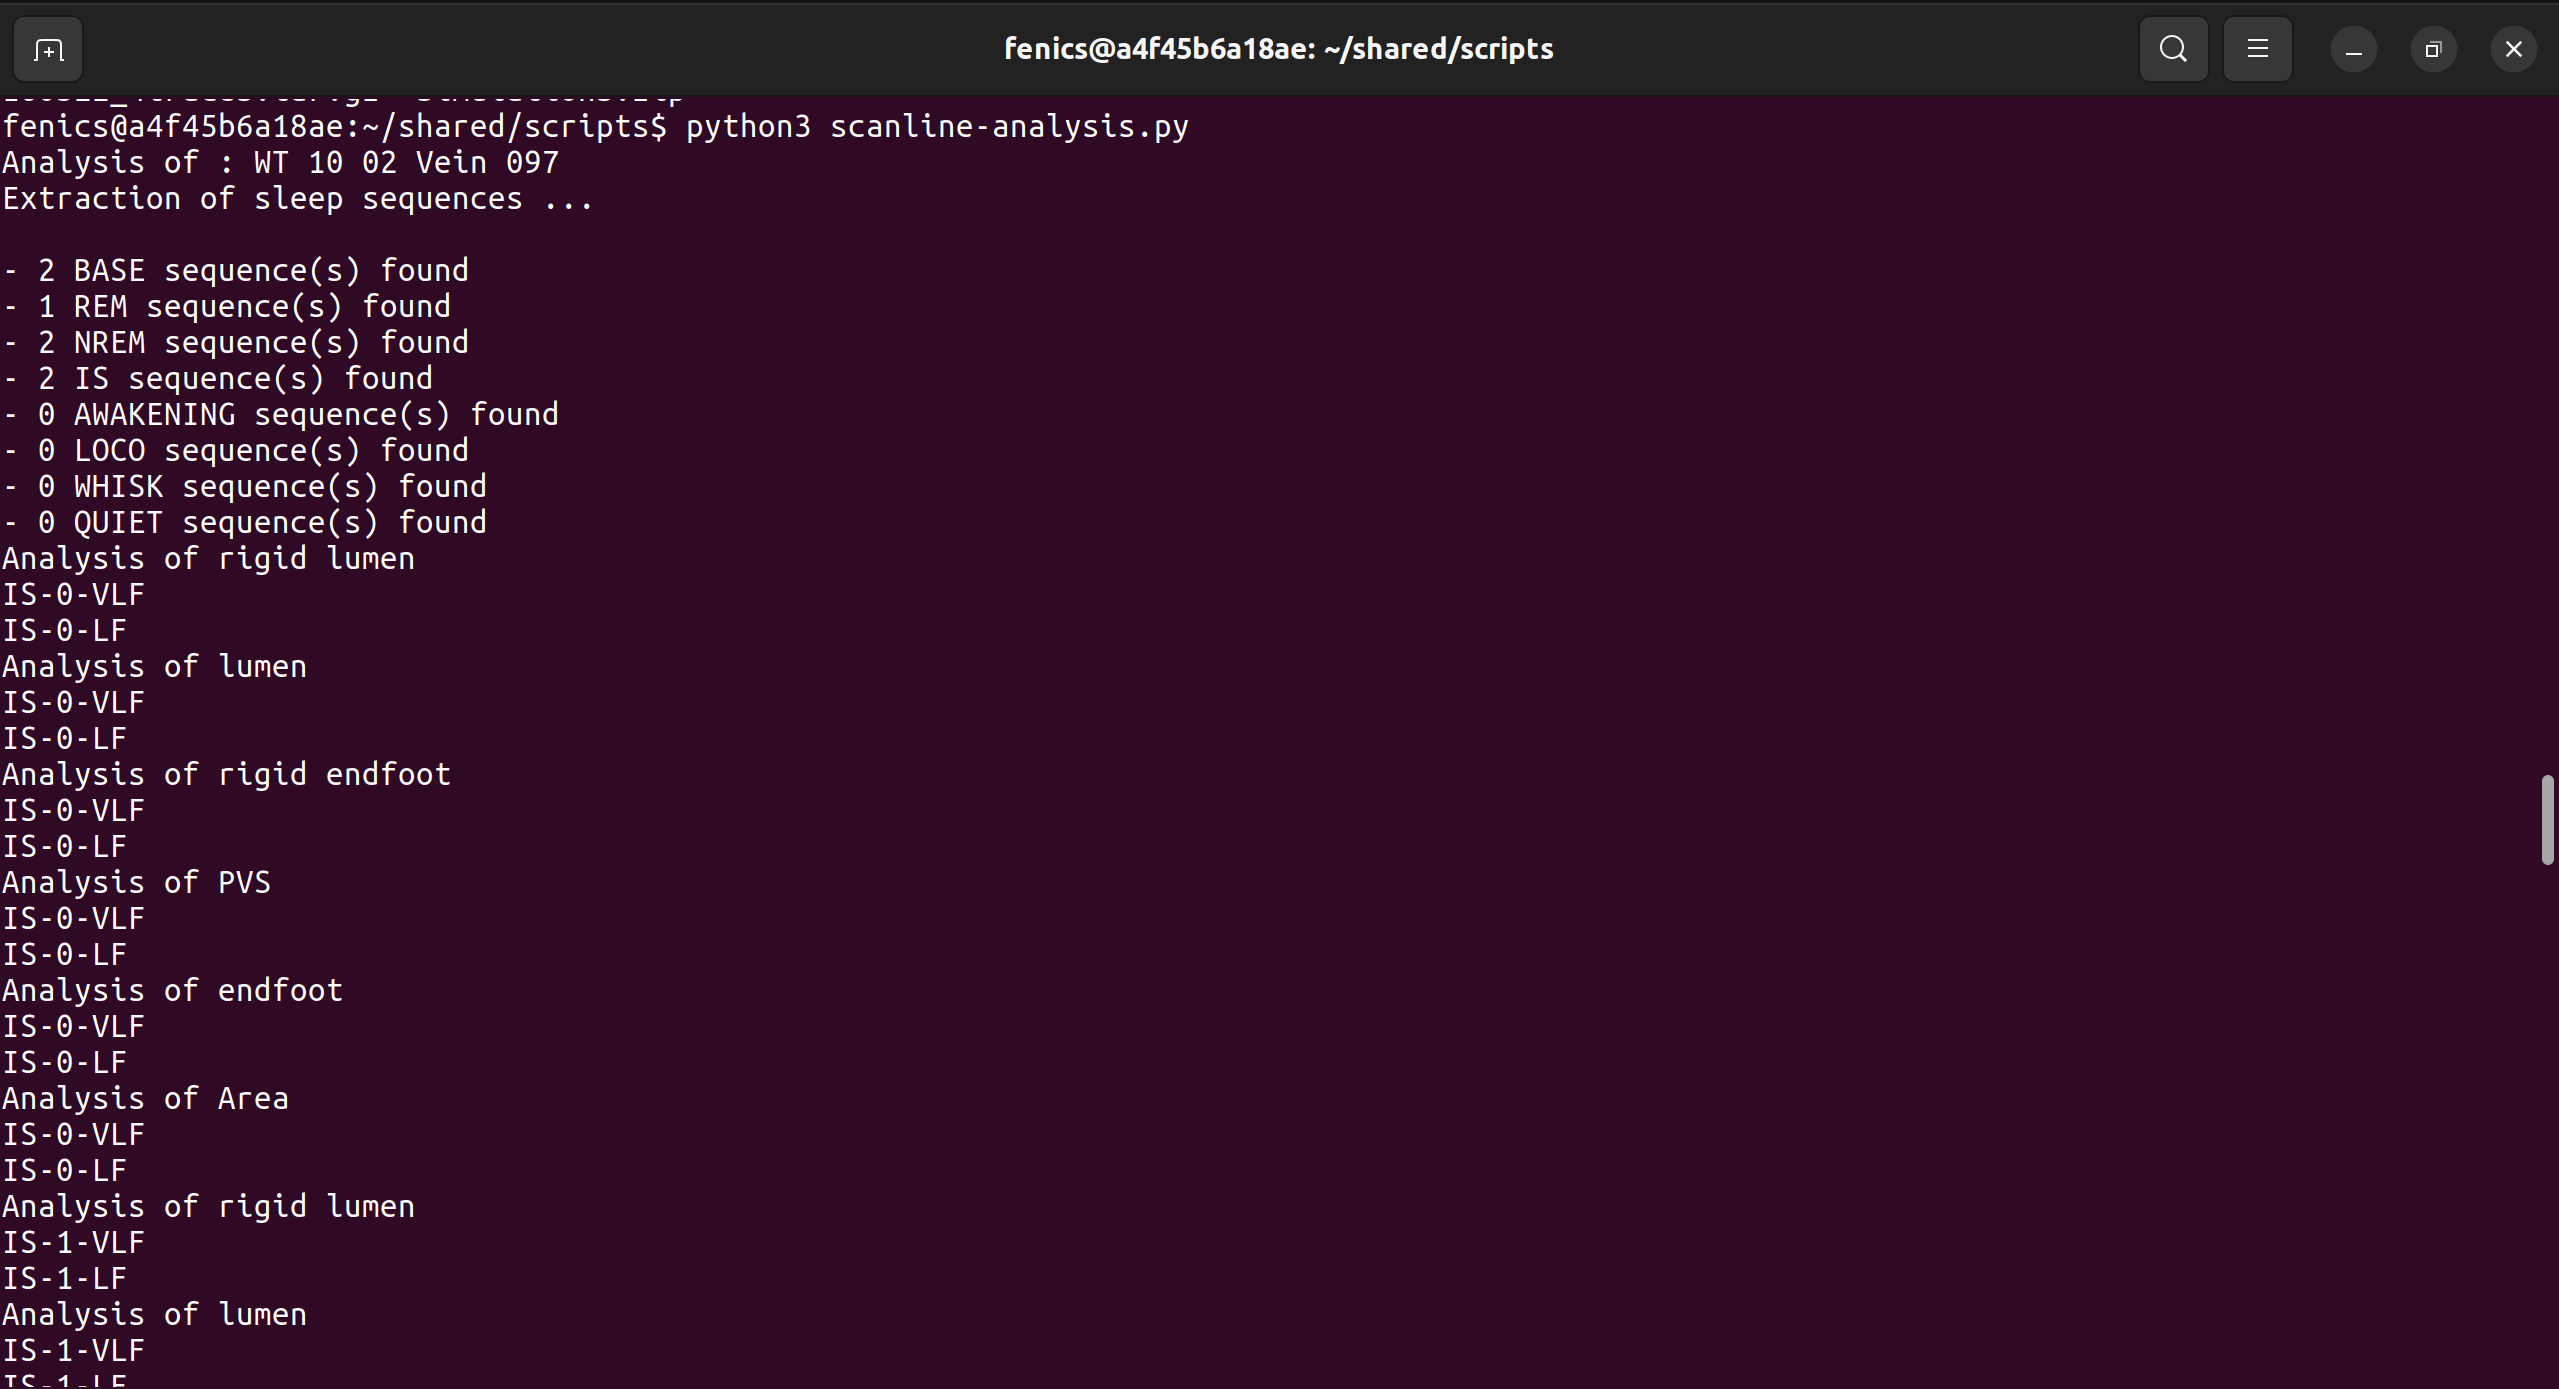 fenics@a4f45b6a18ae: ~/shared/scripts
fenics@a4f45b6a18ae:~/shared/scripts$ python3 scanline-analysis.py
Analysis of : WT 10 02 Vein 097
Extraction of sleep sequences ...
- 2 BASE sequence(s) found
- 1 REM sequence(s) found
- 2 NREM sequence(s) found
- 2 IS sequence(s) found
- 0 AWAKENING sequence(s) found
- 0 LOCO sequence(s) found
- 0 WHISK sequence(s) found
- 0 QUIET sequence(s) found
Analysis of rigid lumen
IS-0-VLF
IS-0-LF
Analysis of lumen
IS-0-VLF
IS-0-LF
Analysis of rigid endfoot
IS-0-VLF
IS-0-LF
Analysis of PVS
IS-0-VLF
IS-0-LF
Analysis of endfoot
IS-0-VLF
IS-0-LF
Analysis of Area
IS-0-VLF
IS-0-LF
Analysis of rigid lumen
IS-1-VLF
IS-1-LF
Analysis of lumen
IS-1-VLF
IS-1-LF